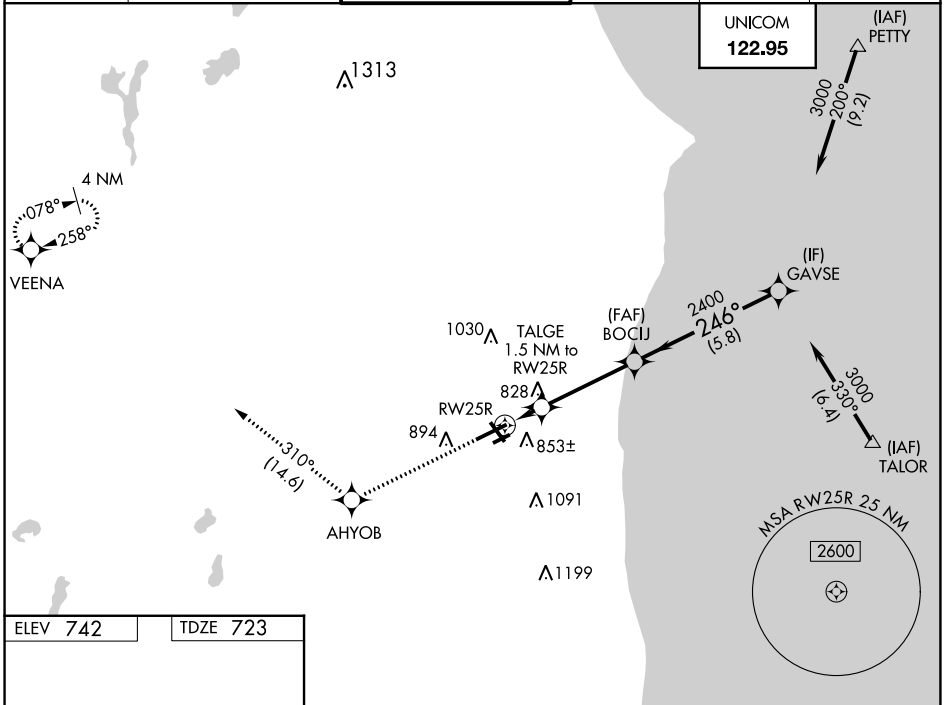 UNICOM
122.95
(IAF)
PETTY
3000
200°
(9.2)
1313
4 NM
078°
258°
VEENA
(IF)
GAVSE
2400
246°
(5.8)
(FAF)
BOCIJ
1030
TALGE
1.5 NM to
RW25R
828
RW25R
894
853±
3000
330°
(6.4)
(IAF)
TALOR
310°
(14.6)
AHYOB
1091
1199
MSA RW25R 25 NM
2600
ELEV 742
TDZE 723